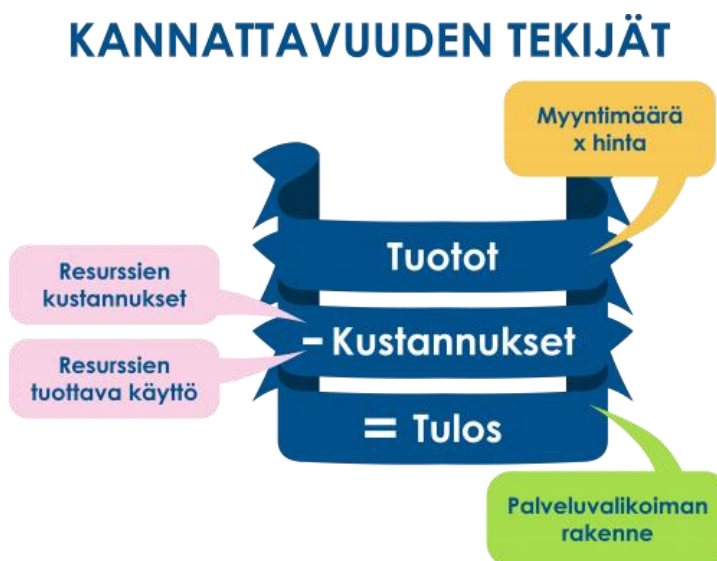 KANNATTAVUUDEN TEKIJÄT
Myyntimäärä
x hinta
Tuotot
Resurssien
kustannukset
- Kustannukset
Resurssien
tuottava käyttö
= Tulos
Palveluvalikoiman
rakenne